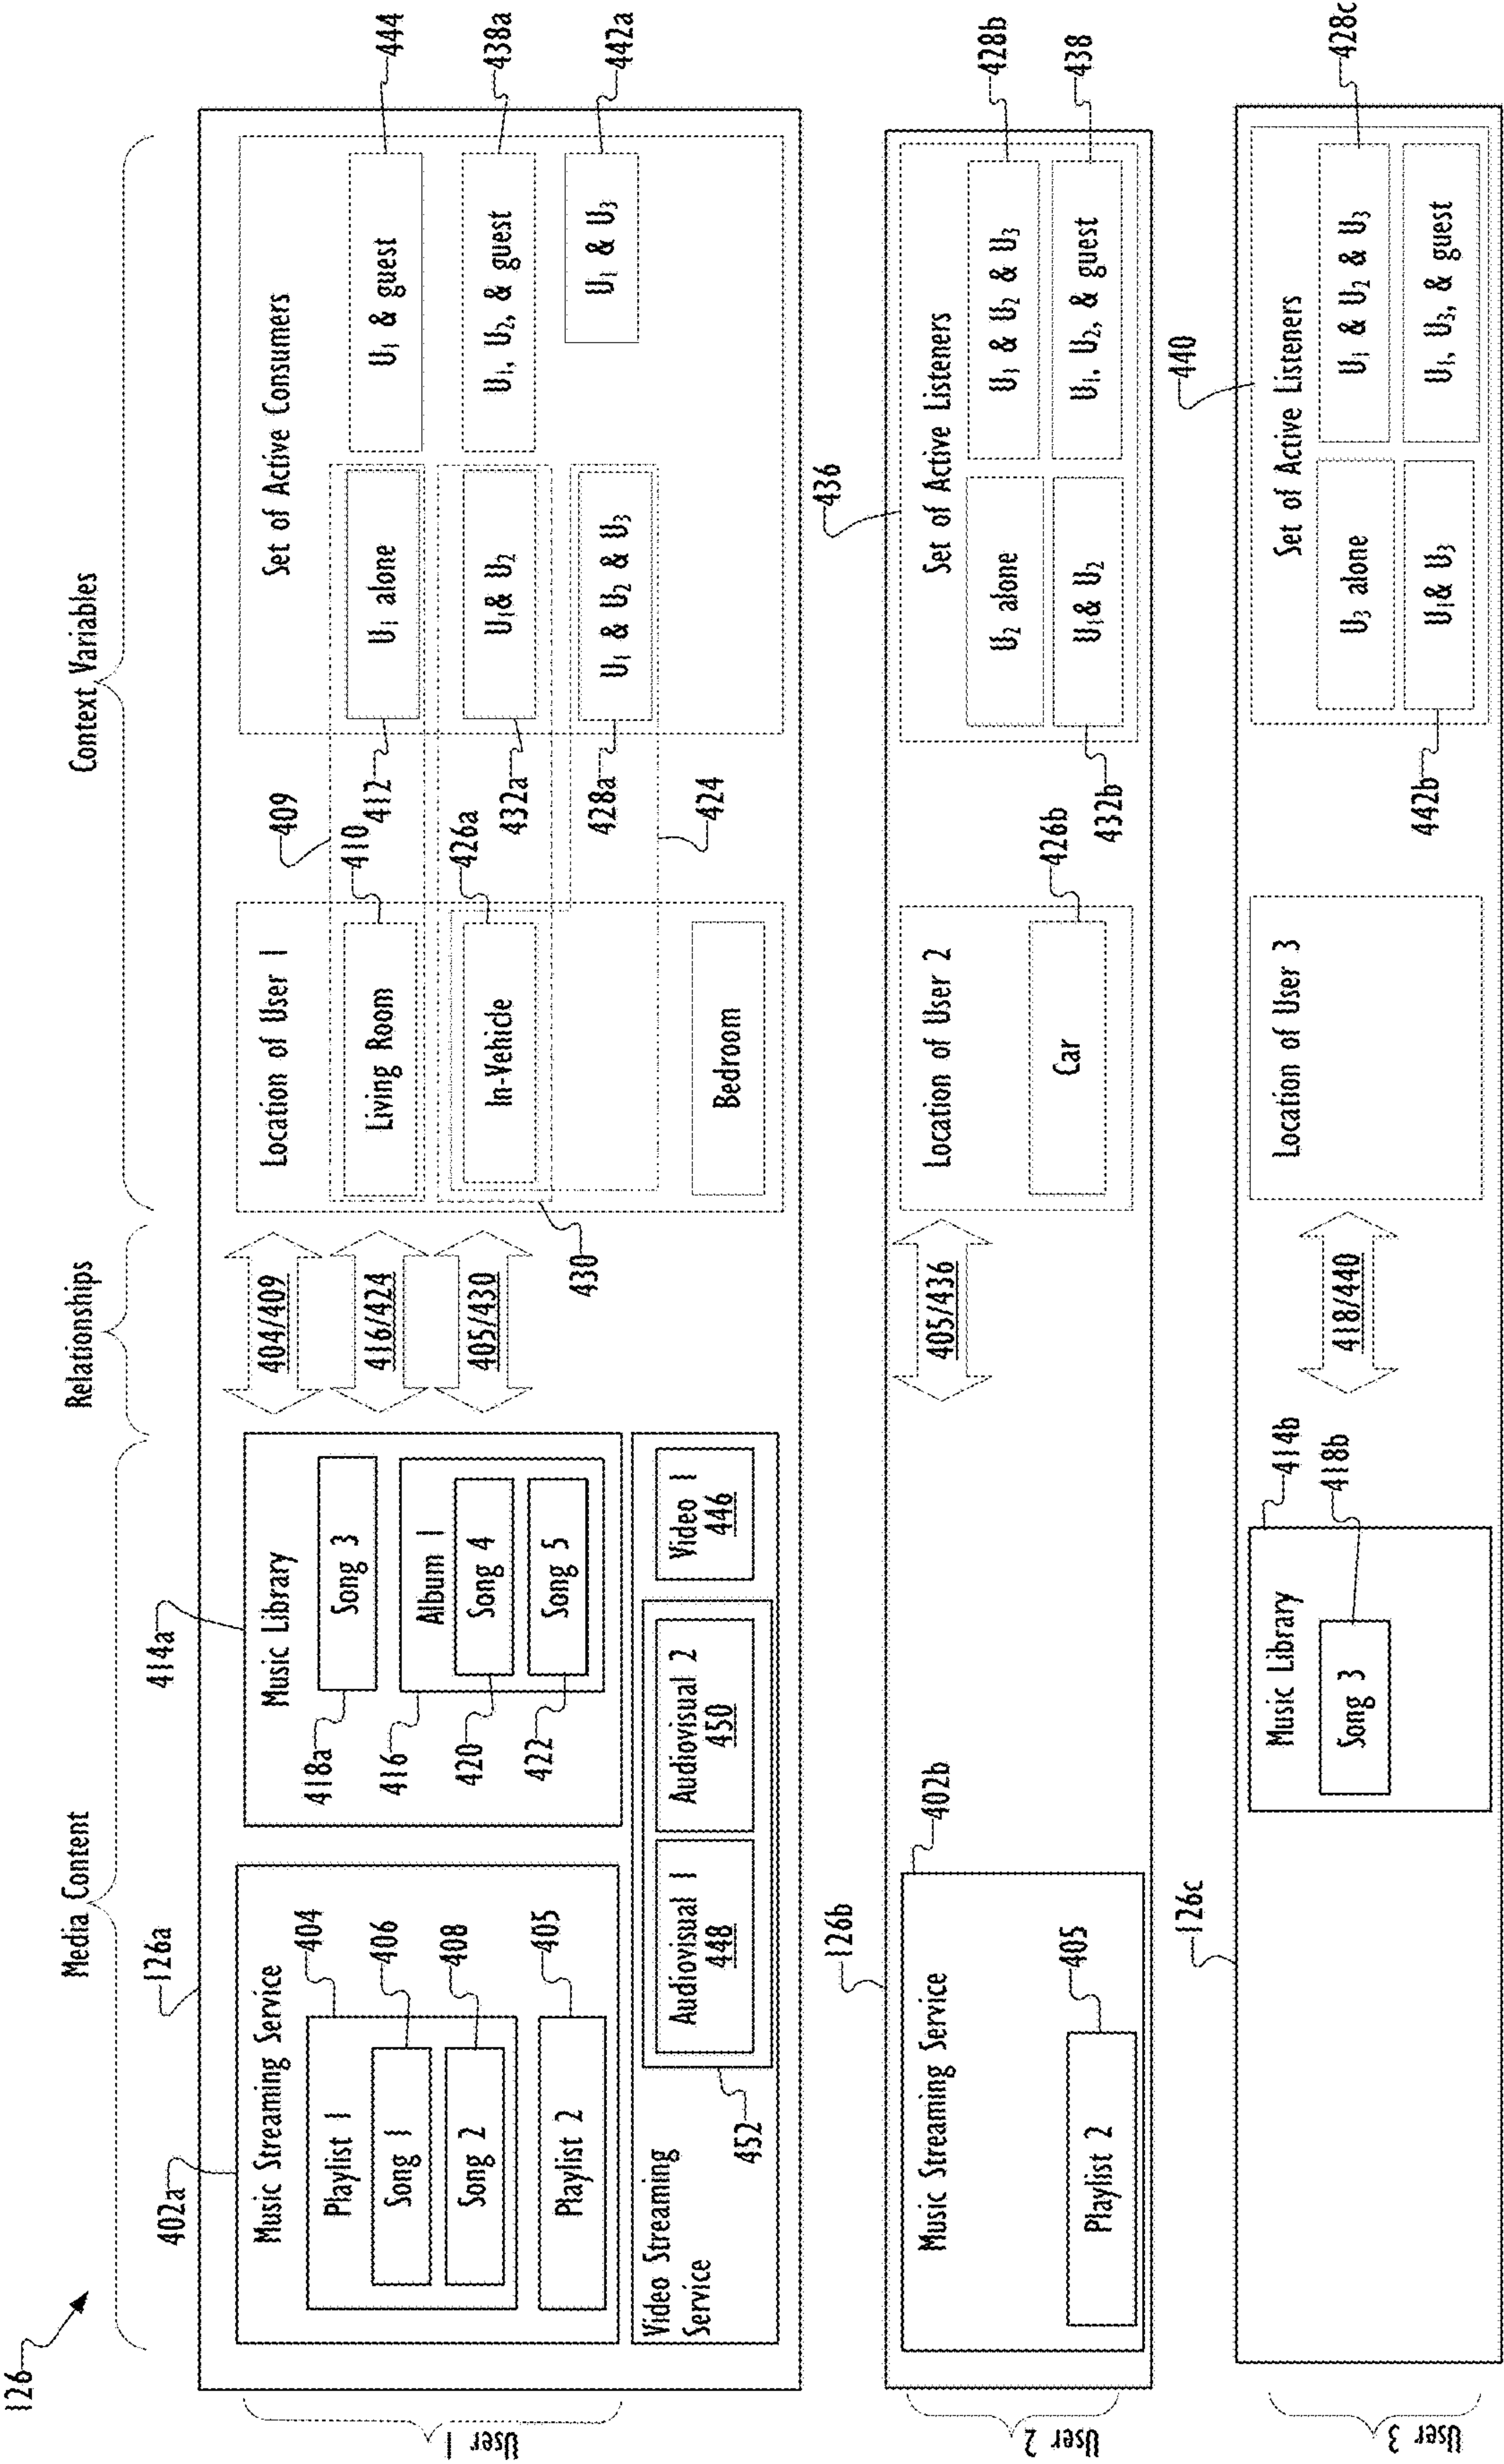 126
Media Content
Relationships
Context Variables
User 1
126a
402a
Music Streaming Service
Playlist 1
404
Song 1
406
Song 2
408
Playlist 2
405
414a
Music Library
Song 3
418a
Album 1
416
Song 4
420
Song 5
422
Video Streaming
Service
Audiovisual 1
448
Audiovisual 2
450
Video 1
446
452
404/409
416/424
405/430
430
Location of User 1
Living Room
In-Vehicle
Bedroom
409
410
412
426a
432a
428a
424
Set of Active Consumers
U1 alone
U1 & guest
444
U1& U2
U1, U2, & guest
438a
U1 & U2 & U3
U1 & U3
442a
User 2
126b
402b
Music Streaming Service
Playlist 2
405
405/436
Location of User 2
Car
426b
436
Set of Active Listeners
U2 alone
U1 & U2 & U3
428b
U1& U2
432b
U1, U2, & guest
438
User 3
126c
Music Library
414b
Song 3
418b
418/440
Location of User 3
440
Set of Active Listeners
U3 alone
U1 & U2 & U3
428c
U1& U3
442b
U1, U3, & guest